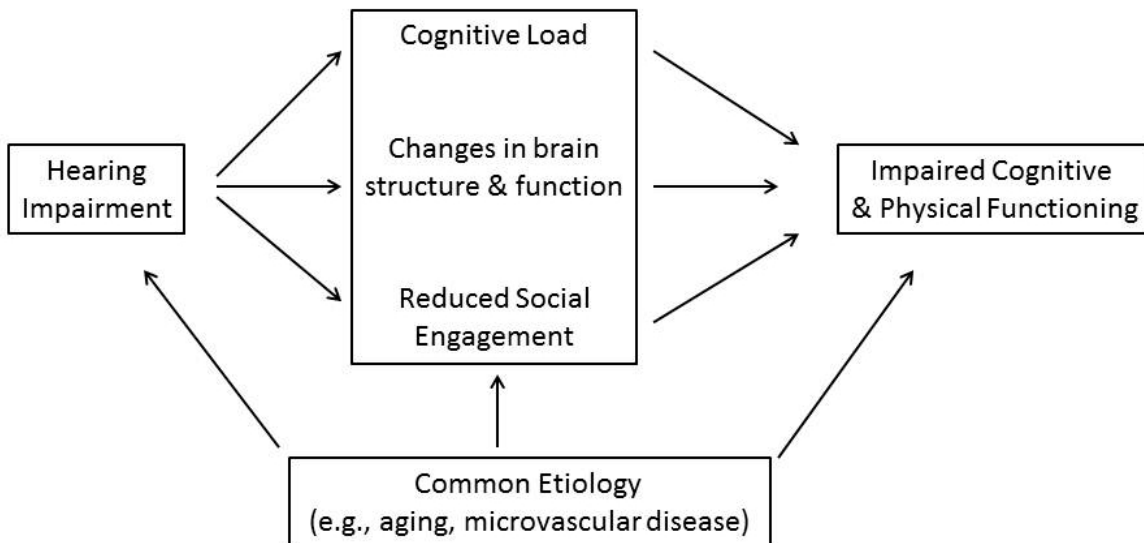 Cognitive Load
Changes in brain
structure & function
Reduced Social
Engagement
Hearing
Impairment
Impaired Cognitive
& Physical Functioning
Common Etiology
(e.g., aging, microvascular disease)